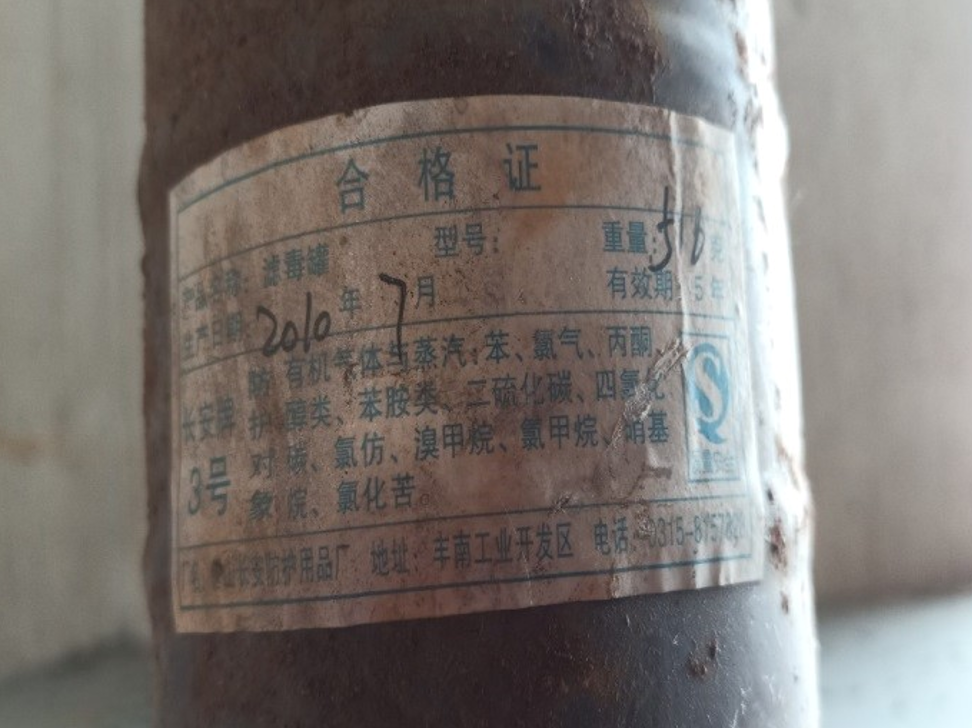 合格证
产品名称：滤毒罐 型号： 重量：516克
生产日期：2010年7月 有效期 5年
长安牌
3号
防护对象
有机气体与蒸汽：苯、氯气、丙酮、
醇类、苯胺类、二硫化碳、四氯化
碳、氯仿、溴甲烷、氯甲烷、硝基
烷、氯化苦。
长安防护用品厂 地址：丰南工业开发区 电话：